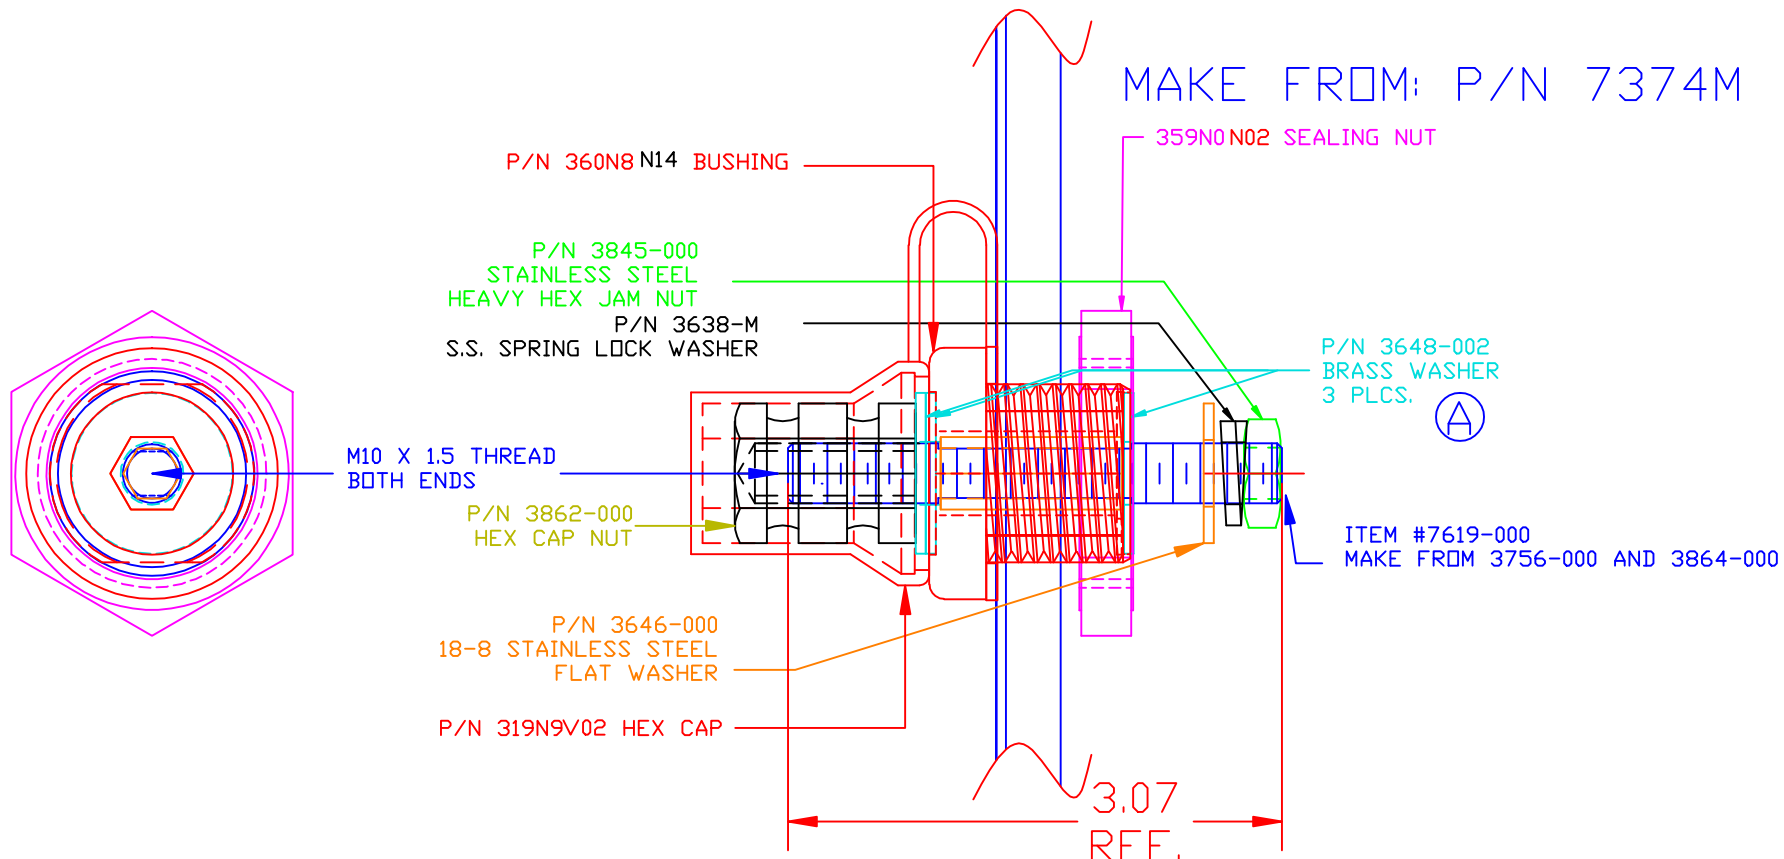 MAKE FROM: P/N 7374M
359N0 N02 SEALING NUT
P/N 360N8 N14 BUSHING
P/N 3845-000
STAINLESS STEEL
HEAVY HEX JAM NUT
P/N 3638-M
S.S. SPRING LOCK WASHER
P/N 3648-002
BRASS WASHER
3 PLCS.
A
M10 X 1.5 THREAD
BOTH ENDS
P/N 3862-000
HEX CAP NUT
ITEM #7619-000
MAKE FROM 3756-000 AND 3864-000
P/N 3646-000
18-8 STAINLESS STEEL
FLAT WASHER
P/N 319N9V02 HEX CAP
3.07
REF.